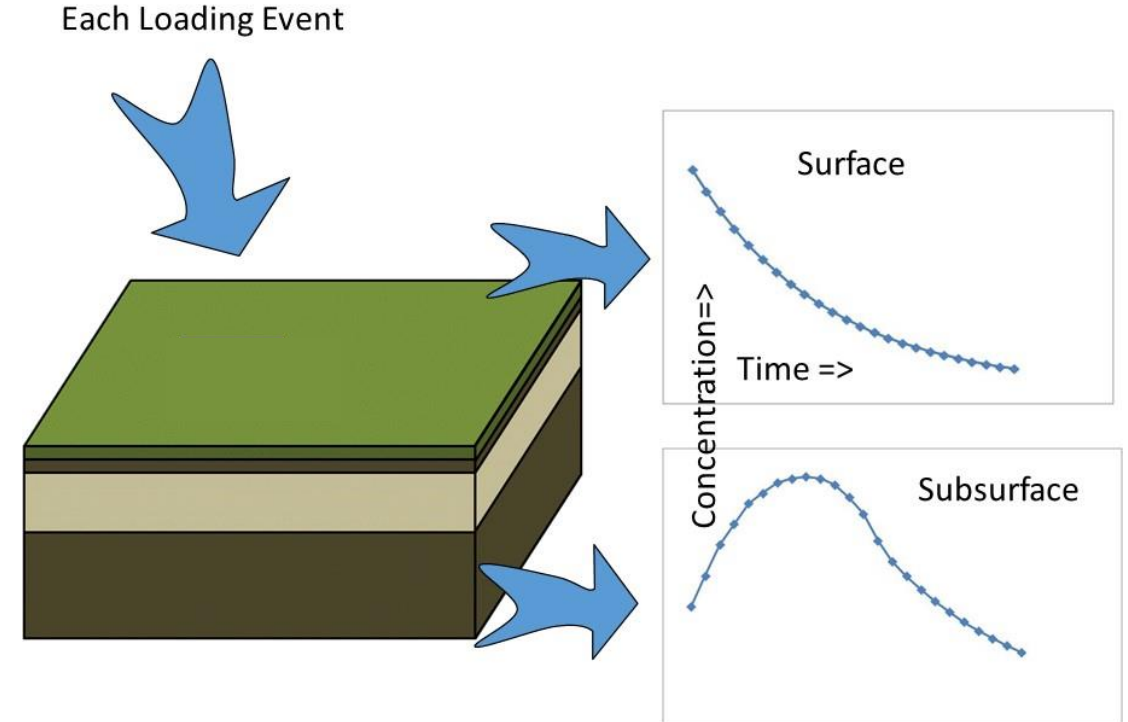 Each Loading Event
Surface
Time =>
Concentration=>
Subsurface